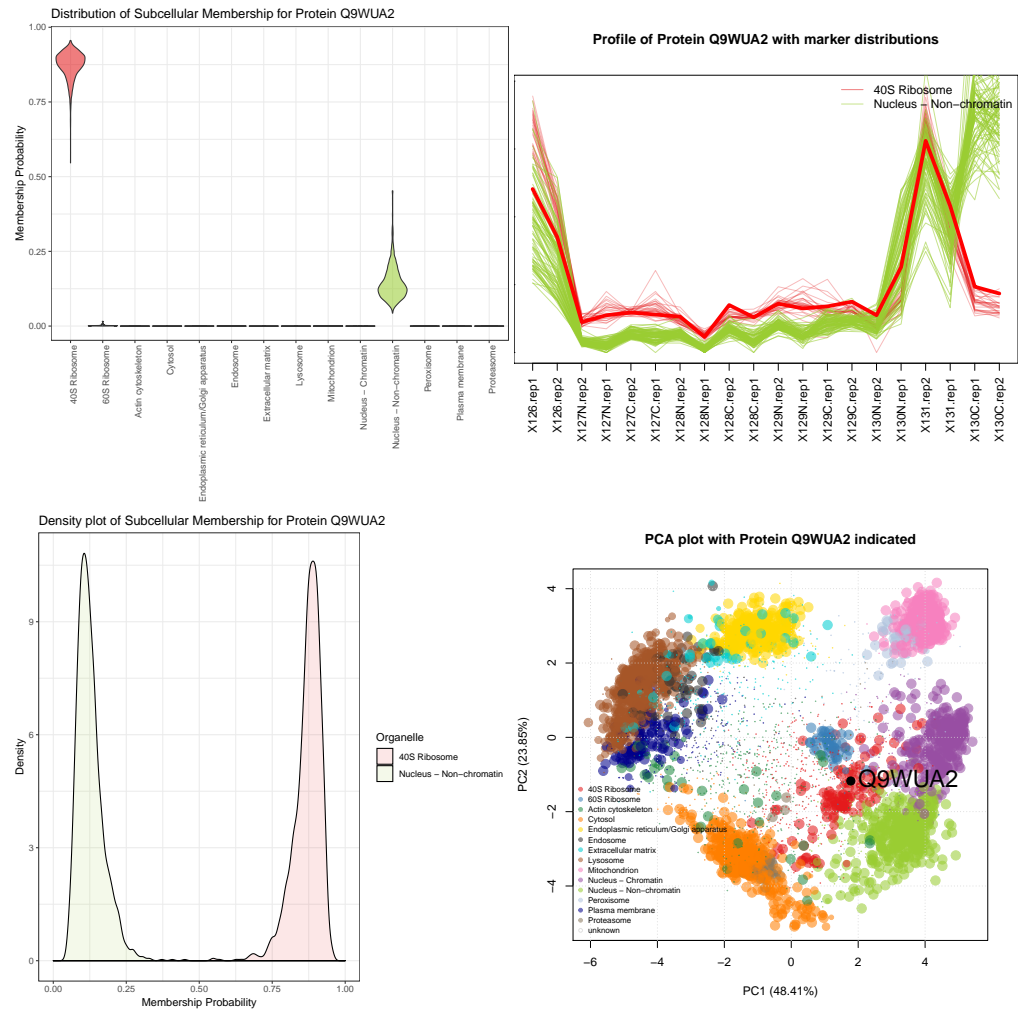 Distribution of Subcellular Membership for Protein Q9WUA2
1.00
0.75
0.50
0.25
0.00
Membership Probability
40S Ribosome
60S Ribosome
Actin cytoskeleton
Cytosol
Endoplasmic reticulum/Golgi apparatus
Endosome
Extracellular matrix
Lysosome
Mitochondrion
Nucleus − Chromatin
Nucleus − Non−chromatin
Peroxisome
Plasma membrane
Proteasome
Profile of Protein Q9WUA2 with marker distributions
40S Ribosome
Nucleus − Non−chromatin
X126.rep1
X126.rep2
X127N.rep2
X127N.rep1
X127C.rep2
X127C.rep1
X128N.rep2
X128N.rep1
X128C.rep2
X128C.rep1
X129N.rep2
X129N.rep1
X129C.rep1
X129C.rep2
X130N.rep2
X130N.rep1
X131.rep2
X131.rep1
X130C.rep1
X130C.rep2
Density plot of Subcellular Membership for Protein Q9WUA2
9
6
3
0
Density
0.00
0.25
0.50
0.75
1.00
Membership Probability
Organelle
40S Ribosome
Nucleus − Non−chromatin
PCA plot with Protein Q9WUA2 indicated
4
2
0
−2
−4
PC2 (23.85%)
Q9WUA2
40S Ribosome
60S Ribosome
Actin cytoskeleton
Cytosol
Endoplasmic reticulum/Golgi apparatus
Endosome
Extracellular matrix
Lysosome
Mitochondrion
Nucleus − Chromatin
Nucleus − Non−chromatin
Peroxisome
Plasma membrane
Proteasome
unknown
−6
−4
−2
0
2
4
PC1 (48.41%)